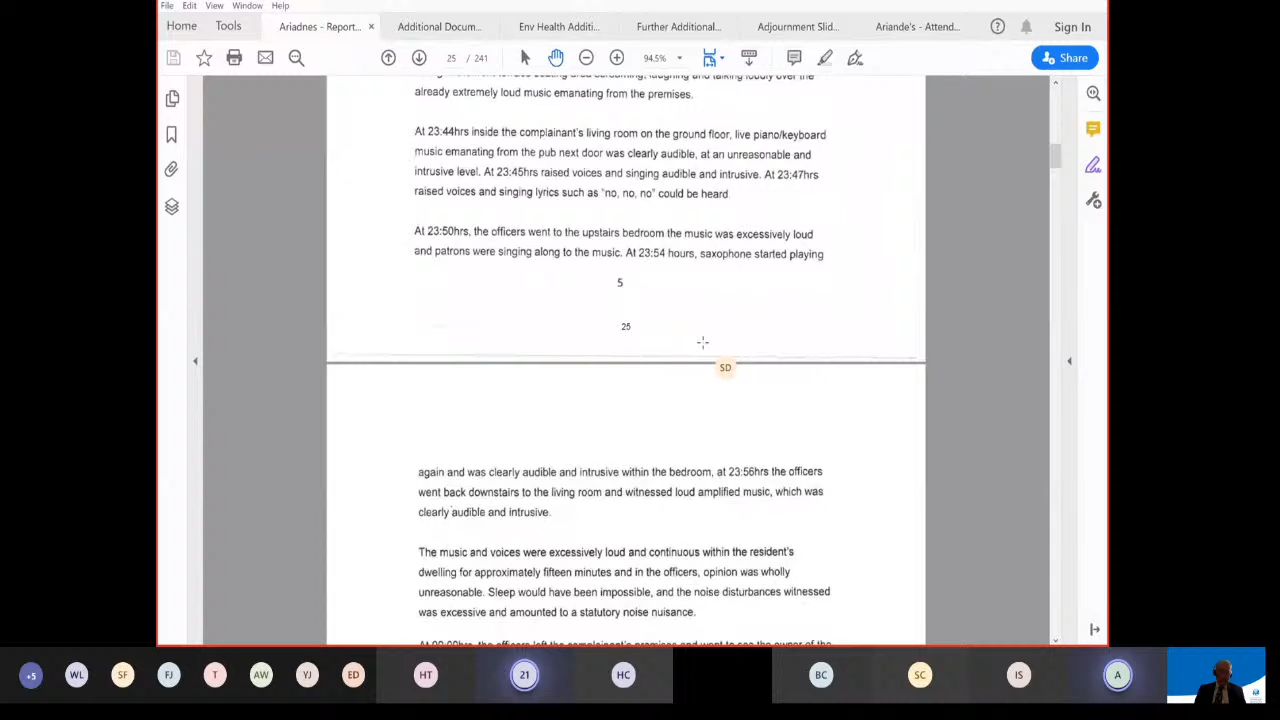 File Edit View Window Help
Home Tools Ariadnes - Report... × Additional Docum... Env Health Additi... Further Additional... Adjournment Slid... Ariande's - Attend... Sign In
25 / 241 94.5% Share
already extremely loud music emanating from the premises.
At 23:44hrs inside the complainant's living room on the ground floor, live piano/keyboard
music emanating from the pub next door was clearly audible, at an unreasonable and
intrusive level. At 23:45hrs raised voices and singing audible and intrusive. At 23:47hrs
raised voices and singing lyrics such as "no, no, no" could be heard
At 23:50hrs, the officers went to the upstairs bedroom the music was excessively loud
and patrons were singing along to the music. At 23:54 hours, saxophone started playing
5
25
SD
again and was clearly audible and intrusive within the bedroom, at 23:56hrs the officers
went back downstairs to the living room and witnessed loud amplified music, which was
clearly audible and intrusive.
The music and voices were excessively loud and continuous within the resident's
dwelling for approximately fifteen minutes and in the officers, opinion was wholly
unreasonable. Sleep would have been impossible, and the noise disturbances witnessed
was excessive and amounted to a statutory noise nuisance.
+5 WL SF FJ T AW YJ ED HT 21 HC BC SC IS A